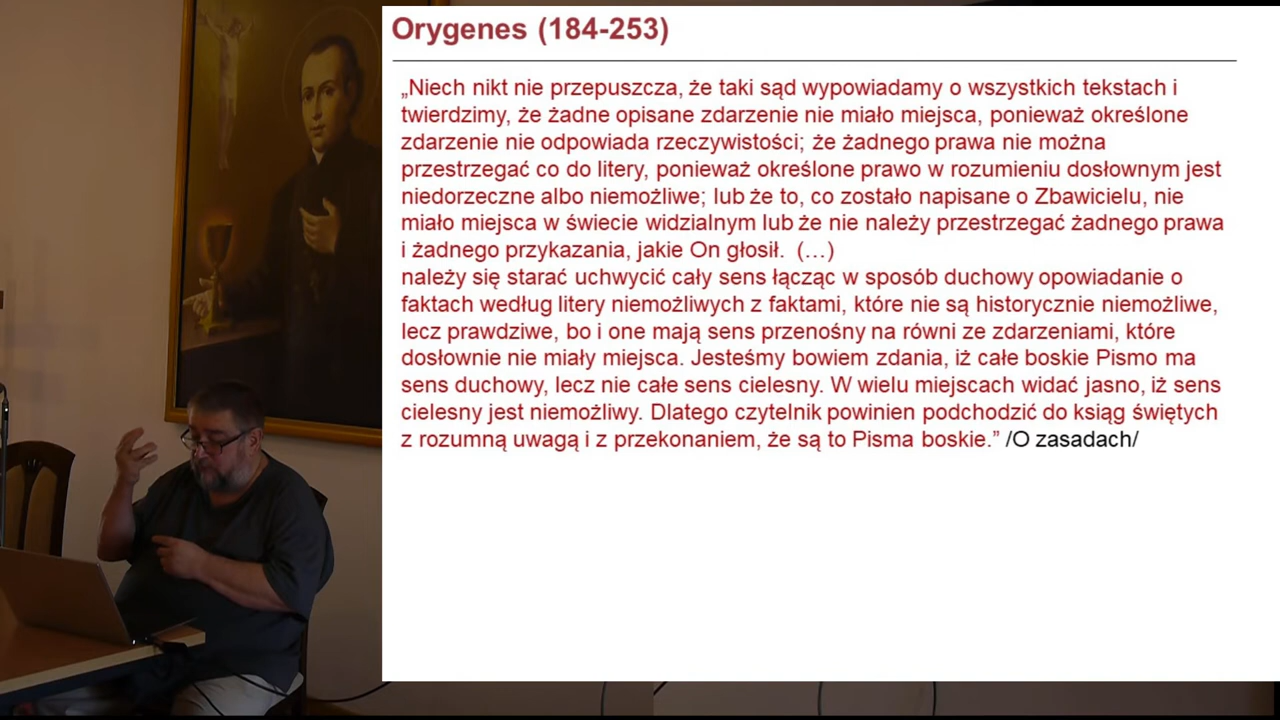 Orygenes (184-253)
„Niech nikt nie przepuszcza, że taki sąd wypowiadamy o wszystkich tekstach i
twierdzimy, że żadne opisane zdarzenie nie miało miejsca, ponieważ określone
zdarzenie nie odpowiada rzeczywistości; że żadnego prawa nie można
przestrzegać co do litery, ponieważ określone prawo w rozumieniu dosłownym jest
niedorzeczne albo niemożliwe; lub że to, co zostało napisane o Zbawicielu, nie
miało miejsca w świecie widzialnym lub że nie należy przestrzegać żadnego prawa
i żadnego przykazania, jakie On głosił. (…)
należy się starać uchwycić cały sens łącząc w sposób duchowy opowiadanie o
faktach według litery niemożliwych z faktami, które nie są historycznie niemożliwe,
lecz prawdziwe, bo i one mają sens przenośny na równi ze zdarzeniami, które
dosłownie nie miały miejsca. Jesteśmy bowiem zdania, iż całe boskie Pismo ma
sens duchowy, lecz nie całe sens cielesny. W wielu miejscach widać jasno, iż sens
cielesny jest niemożliwy. Dlatego czytelnik powinien podchodzić do ksiąg świętych
z rozumną uwagą i z przekonaniem, że są to Pisma boskie.” /O zasadach/